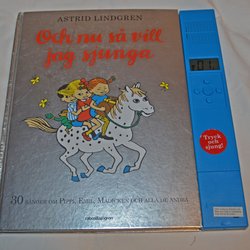 ASTRID LINDGREN
Och nu så vill
jag sjunga
30 SÅNGER OM PIPPI, EMIL, MADICKEN OCH ALLA DE ANDRA
Tryck och
sjung!